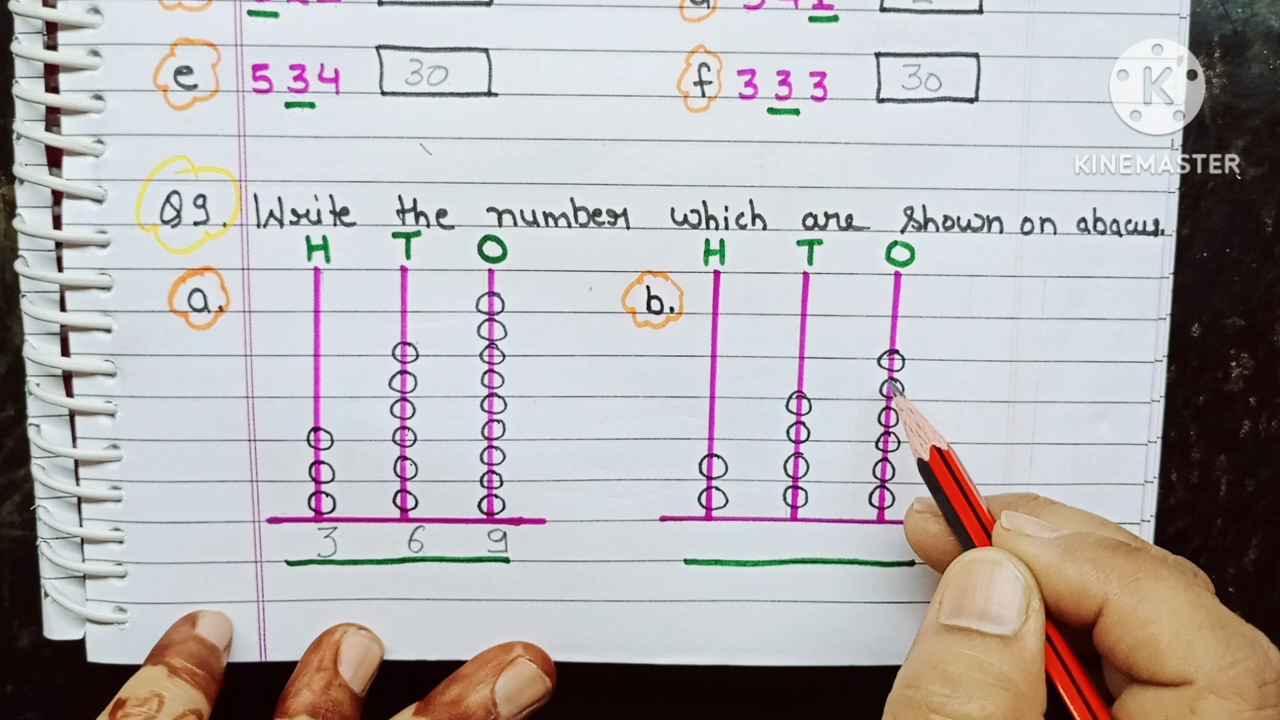 e 534 30 f 333 30
K
KINEMASTER
Q9. Write the number which are shown on abacus.
H T O H T O
a. b.
3 6 9